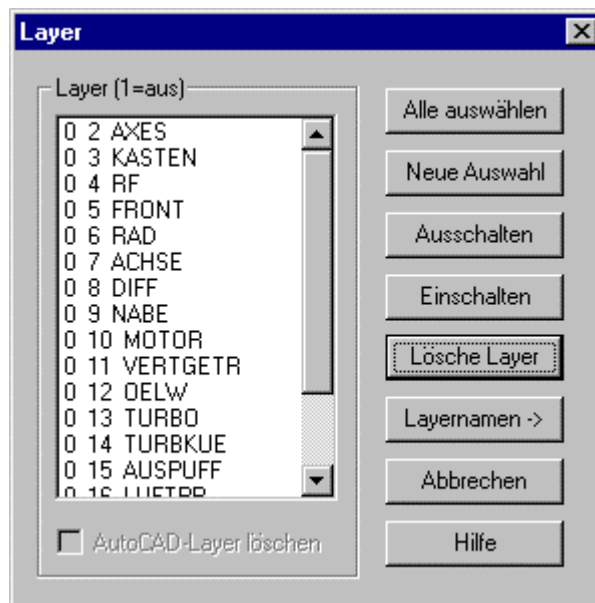 Layer
Layer (1=aus)
0 2 AXES
0 3 KASTEN
0 4 RF
0 5 FRONT
0 6 RAD
0 7 ACHSE
0 8 DIFF
0 9 NABE
0 10 MOTOR
0 11 VERTGETR
0 12 OELW
0 13 TURBO
0 14 TURBKUE
0 15 AUSPUFF
0 16
AutoCAD-Layer löschen
Alle auswählen
Neue Auswahl
Ausschalten
Einschalten
Lösche Layer
Layernamen ->
Abbrechen
Hilfe